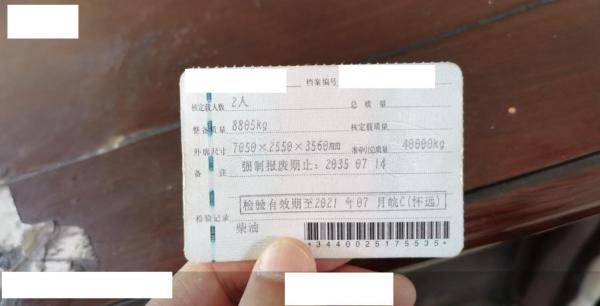 档案编号
核定载人数 2人 总质量
整备质量 8805kg 核定载质量
外廓尺寸 7050×2550×3560mm 准牵引总质量 40000kg
备注 强制报废期止：2035 07 14
检验有效期至2021 年07 月皖C(怀远)
检验记录
柴油
*3440025175535*